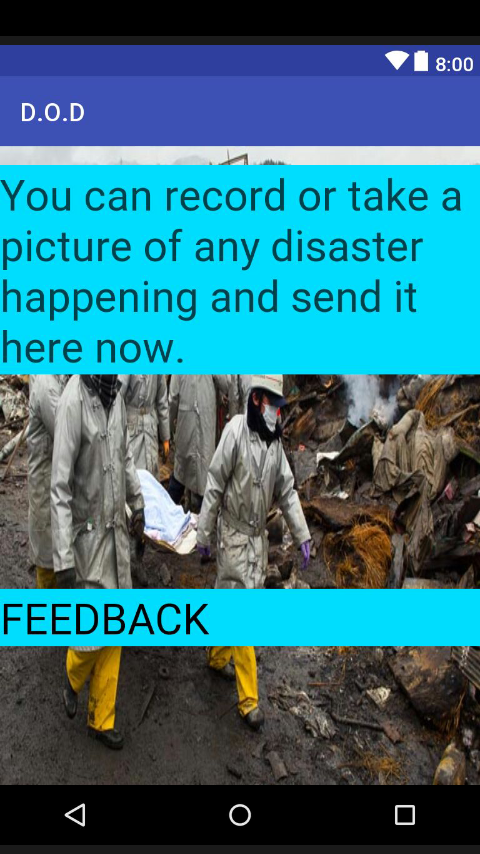 8:00
D.O.D
You can record or take a
picture of any disaster
happening and send it
here now.
FEEDBACK